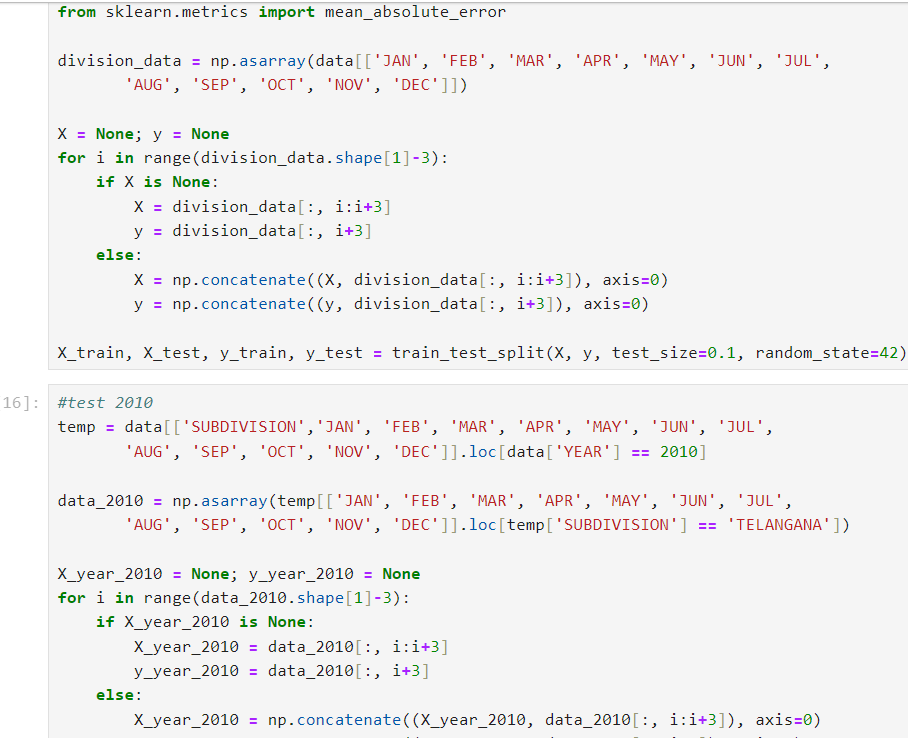 from sklearn.metrics import mean_absolute_error
division_data = np.asarray(data[['JAN', 'FEB', 'MAR', 'APR', 'MAY', 'JUN', 'JUL',
'AUG', 'SEP', 'OCT', 'NOV', 'DEC']])
X = None; y = None
for i in range(division_data.shape[1]-3):
if X is None:
X = division_data[:, i:i+3]
y = division_data[:, i+3]
else:
X = np.concatenate((X, division_data[:, i:i+3]), axis=0)
y = np.concatenate((y, division_data[:, i+3]), axis=0)
X_train, X_test, y_train, y_test = train_test_split(X, y, test_size=0.1, random_state=42)
16]:
#test 2010
temp = data[['SUBDIVISION','JAN', 'FEB', 'MAR', 'APR', 'MAY', 'JUN', 'JUL',
'AUG', 'SEP', 'OCT', 'NOV', 'DEC']].loc[data['YEAR'] == 2010]
data_2010 = np.asarray(temp[['JAN', 'FEB', 'MAR', 'APR', 'MAY', 'JUN', 'JUL',
'AUG', 'SEP', 'OCT', 'NOV', 'DEC']].loc[temp['SUBDIVISION'] == 'TELANGANA'])
X_year_2010 = None; y_year_2010 = None
for i in range(data_2010.shape[1]-3):
if X_year_2010 is None:
X_year_2010 = data_2010[:, i:i+3]
y_year_2010 = data_2010[:, i+3]
else:
X_year_2010 = np.concatenate((X_year_2010, data_2010[:, i:i+3]), axis=0)